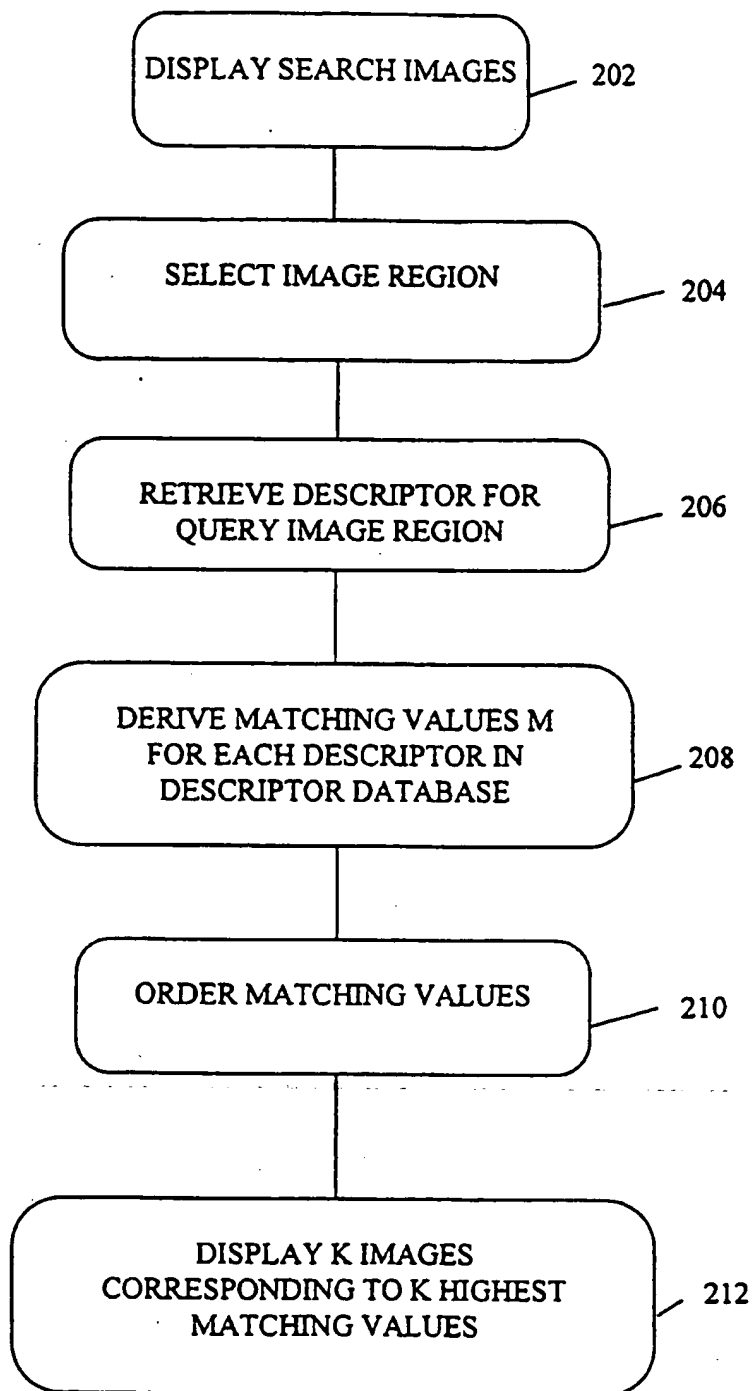 DISPLAY SEARCH IMAGES
202
SELECT IMAGE REGION
204
RETRIEVE DESCRIPTOR FOR
QUERY IMAGE REGION
206
DERIVE MATCHING VALUES M
FOR EACH DESCRIPTOR IN
DESCRIPTOR DATABASE
208
ORDER MATCHING VALUES
210
DISPLAY K IMAGES
CORRESPONDING TO K HIGHEST
MATCHING VALUES
212